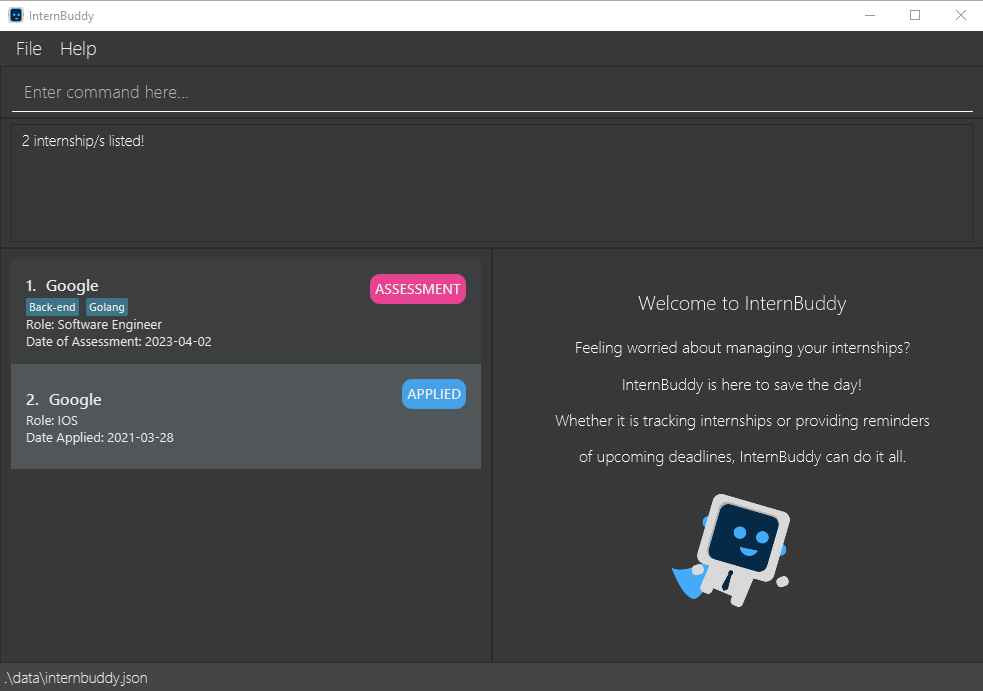 InternBuddy
File Help
Enter command here...
2 internship/s listed!
1. Google
ASSESSMENT
Back-end Golang
Role: Software Engineer
Date of Assessment: 2023-04-02
2. Google
APPLIED
Role: IOS
Date Applied: 2021-03-28
Welcome to InternBuddy
Feeling worried about managing your internships?
InternBuddy is here to save the day!
Whether it is tracking internships or providing reminders
of upcoming deadlines, InternBuddy can do it all.
.\data\internbuddy.json